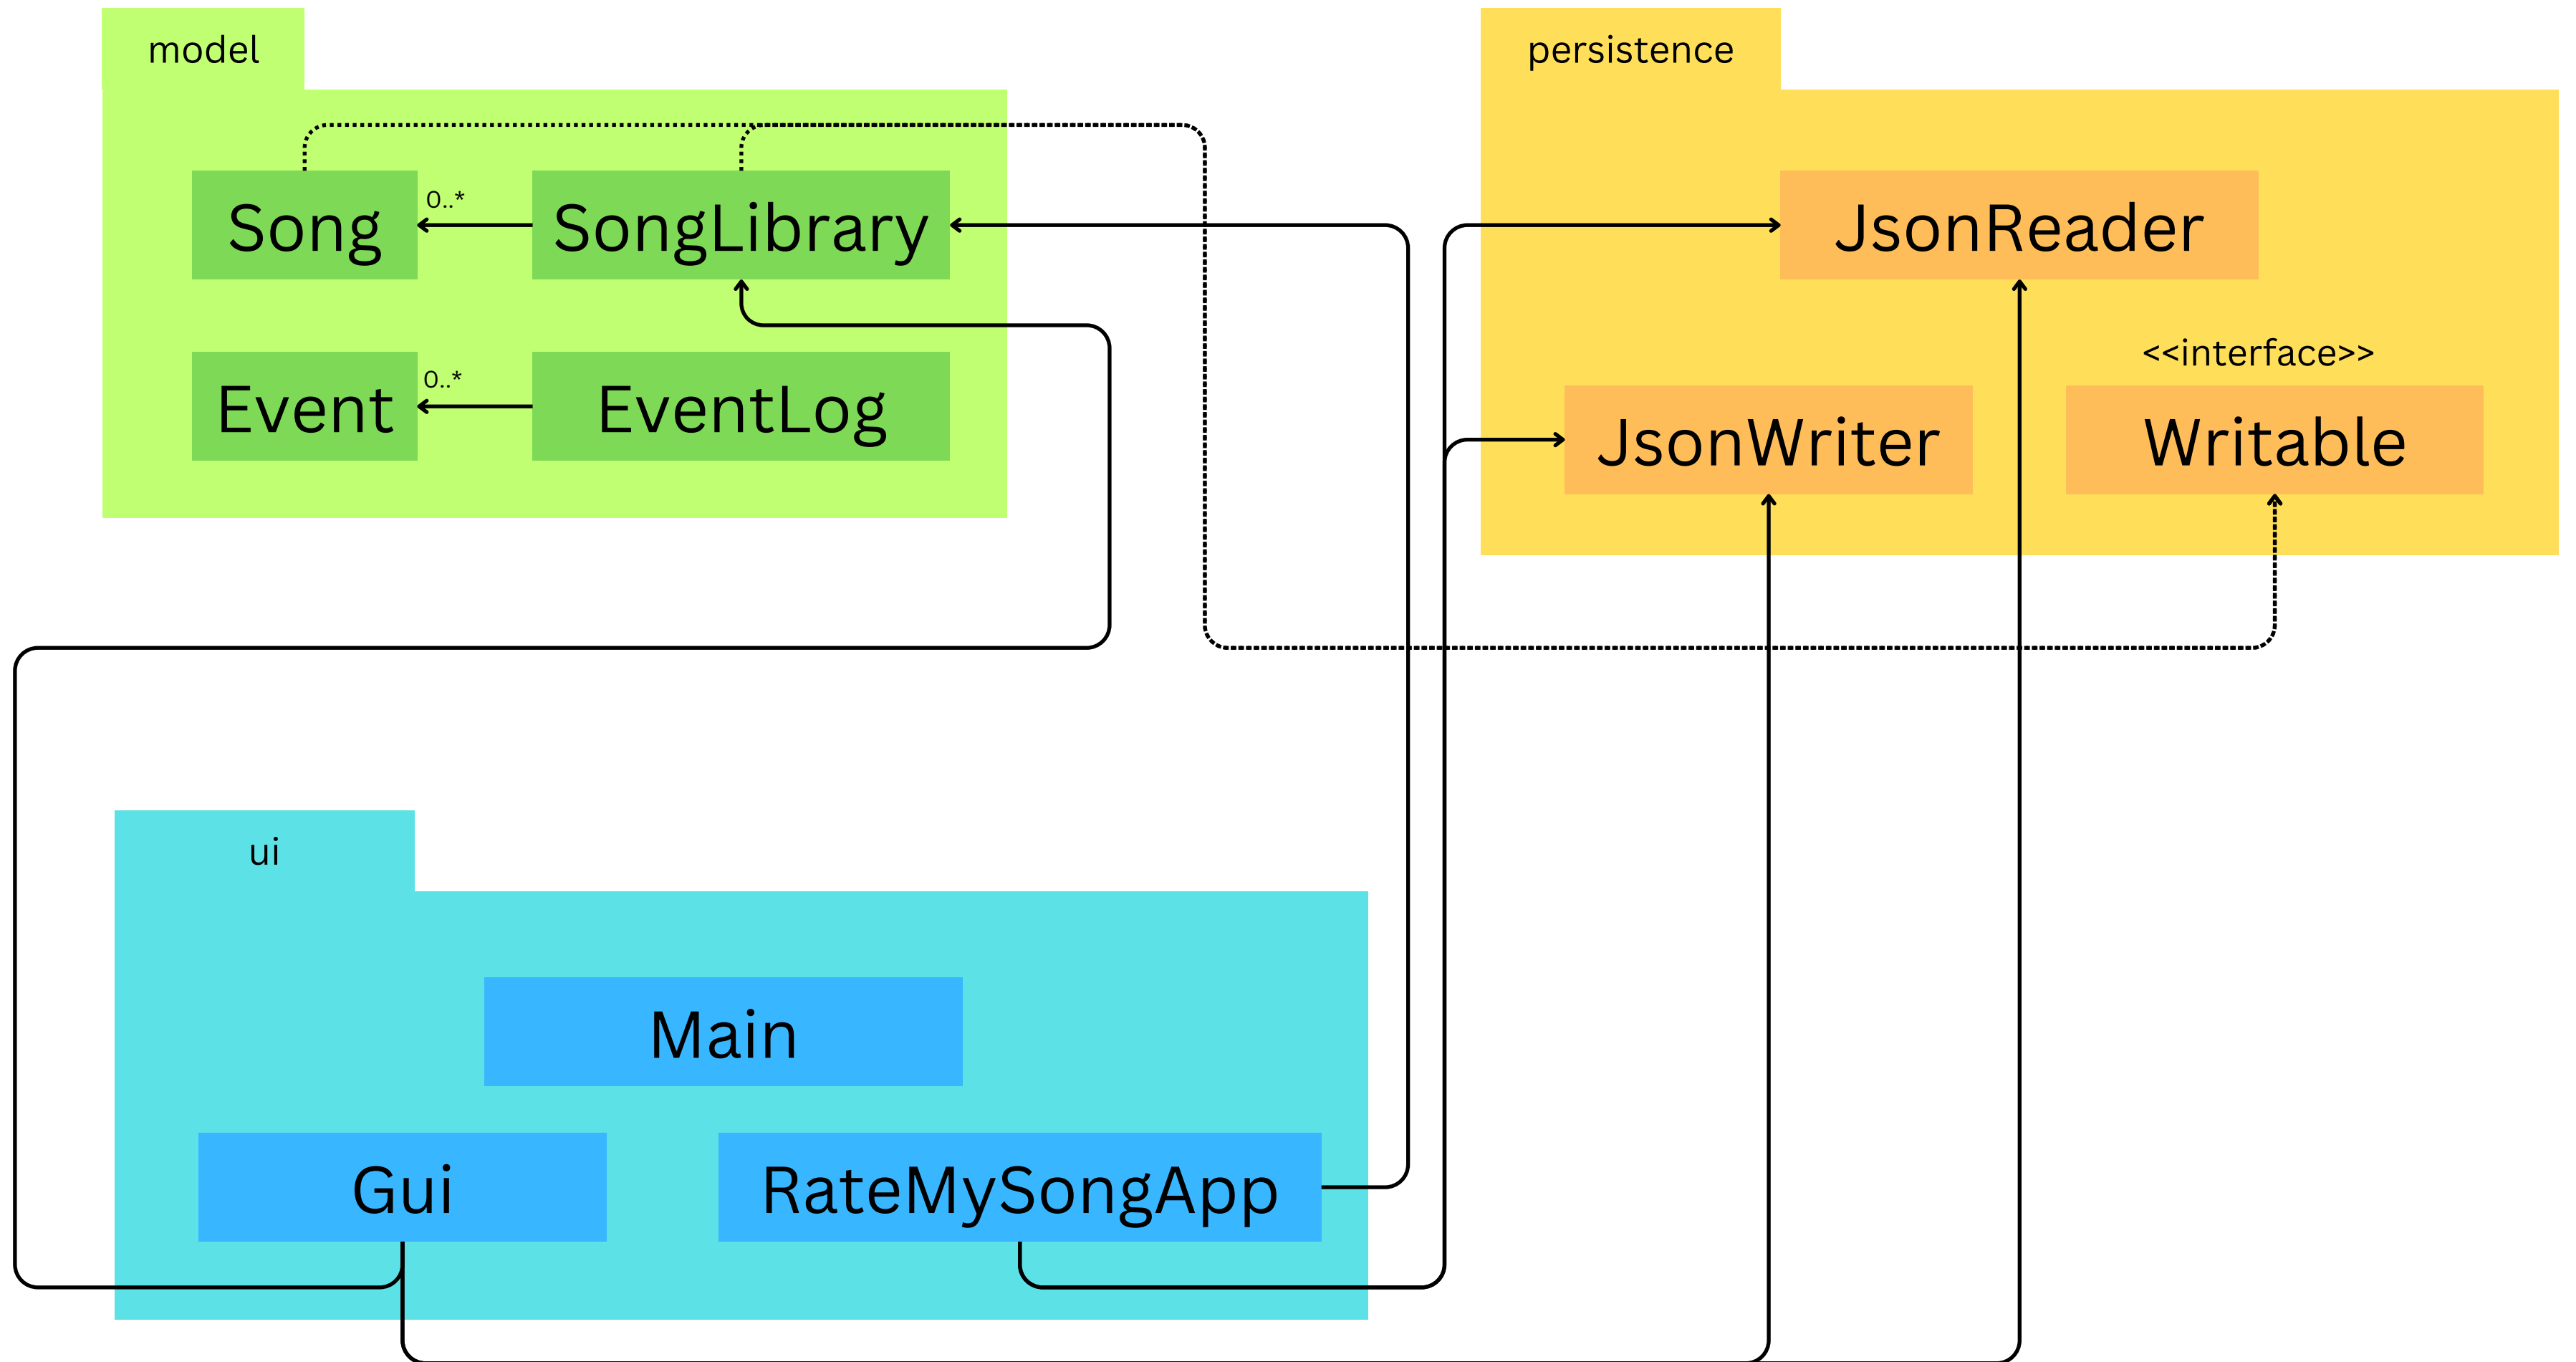 model
persistence
Song
0..*
SongLibrary
JsonReader
Event
0..*
EventLog
<<interface>>
JsonWriter
Writable
ui
Main
Gui
RateMySongApp